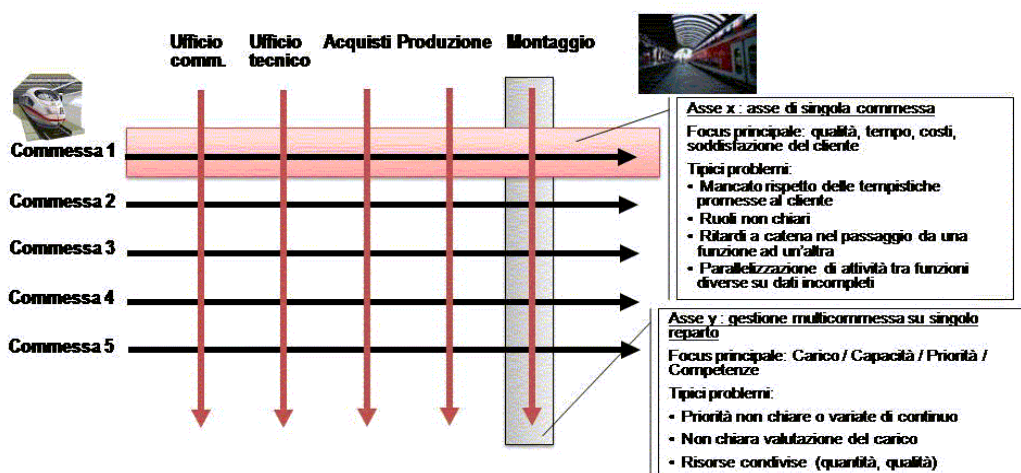 Ufficio comm.
Ufficio tecnico
Acquisti
Produzione
Montaggio
Commessa 1
Commessa 2
Commessa 3
Commessa 4
Commessa 5
Asse x : asse di singola commessa
Focus principale: qualità, tempo, costi,
soddisfazione del cliente
Tipici problemi:
• Mancato rispetto delle tempistiche
promesse al cliente
• Ruoli non chiari
• Ritardi a catena nel passaggio da una
funzione ad un'altra
• Parallelizzazione di attività tra funzioni
diverse su dati incompleti
Asse y : gestione multicommessa su singolo
reparto
Focus principale: Carico / Capacità / Priorità /
Competenze
Tipici problemi:
• Priorità non chiare o variate di continuo
• Non chiara valutazione del carico
• Risorse condivise (quantità, qualità)